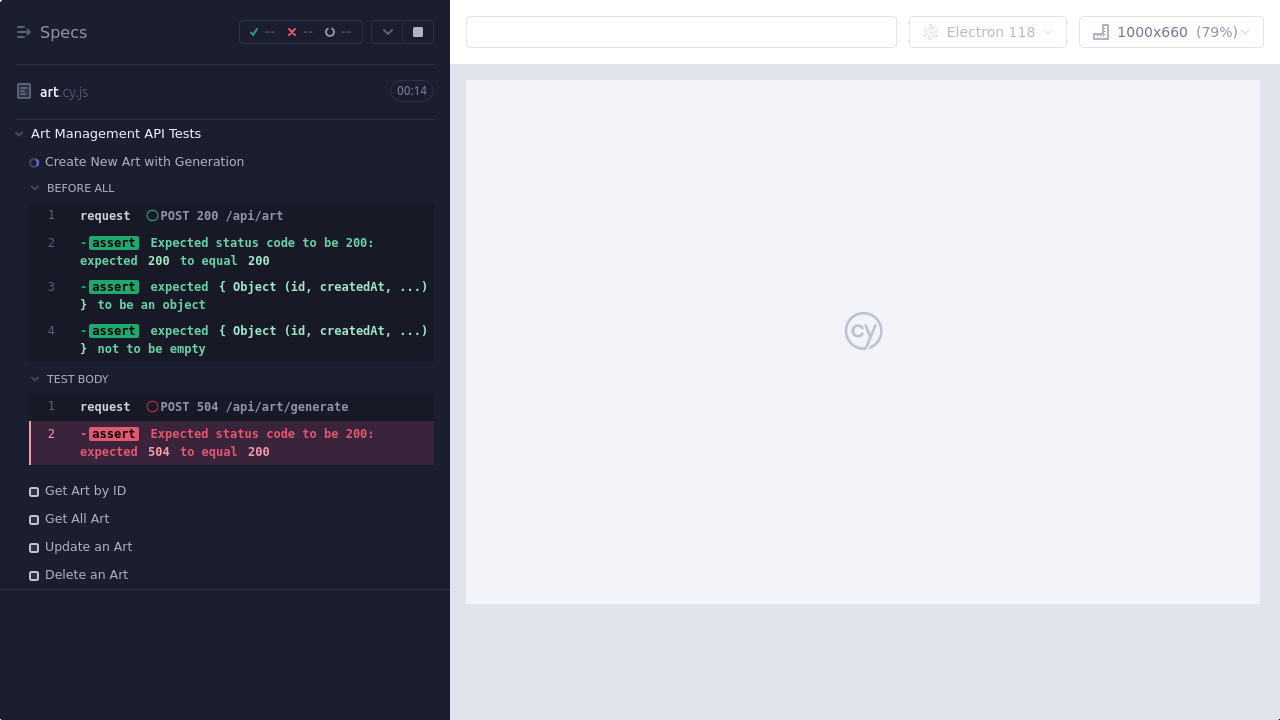 Specs
--
--
--
Electron 118
1000x660 (79%)
art.cy.js
00:14
Art Management API Tests
Create New Art with Generation
BEFORE ALL
1 request POST 200 /api/art
2 -assert Expected status code to be 200:
expected 200 to equal 200
3 -assert expected { Object (id, createdAt, ...)
} to be an object
4 -assert expected { Object (id, createdAt, ...)
} not to be empty
TEST BODY
1 request POST 504 /api/art/generate
2 -assert Expected status code to be 200:
expected 504 to equal 200
Get Art by ID
Get All Art
Update an Art
Delete an Art
cy